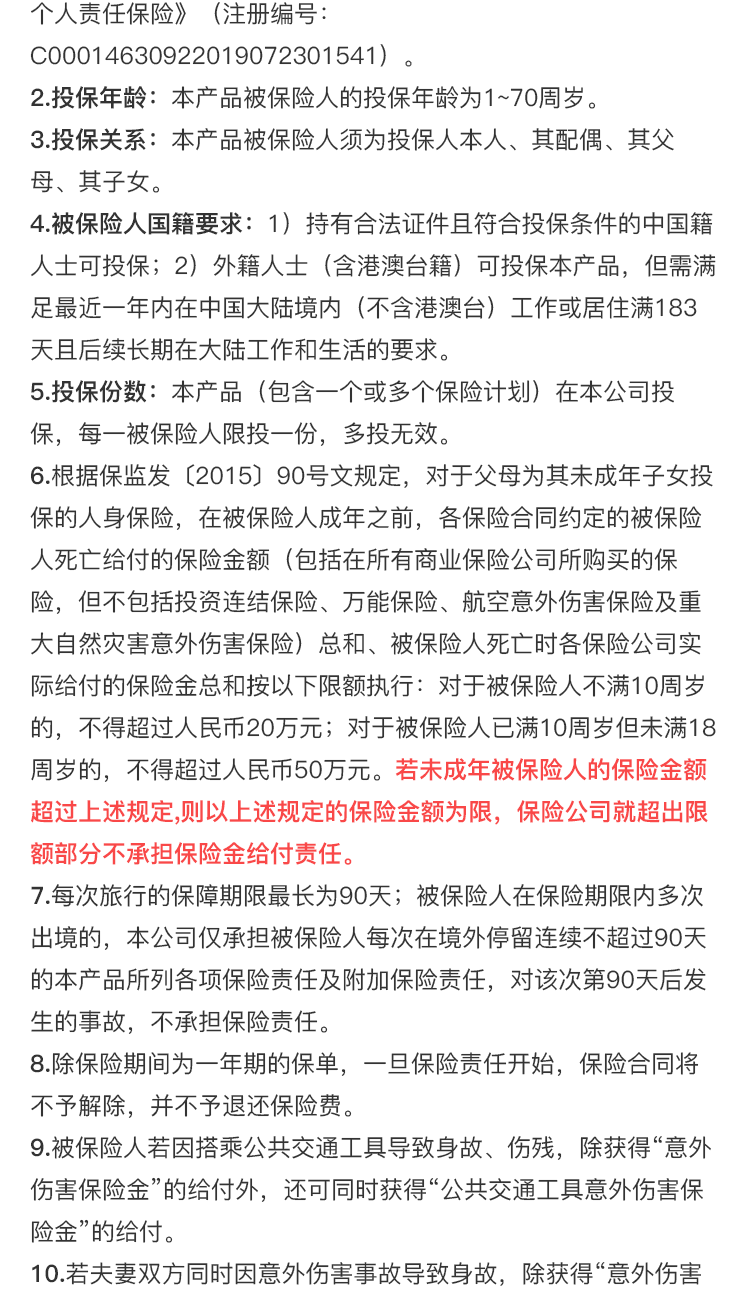 个人责任保险》（注册编号：
C00014630922019072301541）。
2.投保年龄：本产品被保险人的投保年龄为1~70周岁。
3.投保关系：本产品被保险人须为投保人本人、其配偶、其父
母、其子女。
4.被保险人国籍要求：1）持有合法证件且符合投保条件的中国籍
人士可投保；2）外籍人士（含港澳台籍）可投保本产品，但需满
足最近一年内在中国大陆境内（不含港澳台）工作或居住满183
天且后续长期在大陆工作和生活的要求。
5.投保份数：本产品（包含一个或多个保险计划）在本公司投
保，每一被保险人限投一份，多投无效。
6.根据保监发〔2015〕90号文规定，对于父母为其未成年子女投
保的人身保险，在被保险人成年之前，各保险合同约定的被保险
人死亡给付的保险金额（包括在所有商业保险公司所购买的保
险，但不包括投资连结保险、万能保险、航空意外伤害保险及重
大自然灾害意外伤害保险）总和、被保险人死亡时各保险公司实
际给付的保险金总和按以下限额执行：对于被保险人不满10周岁
的，不得超过人民币20万元；对于被保险人已满10周岁但未满18
周岁的，不得超过人民币50万元。若未成年被保险人的保险金额
超过上述规定,则以上述规定的保险金额为限，保险公司就超出限
额部分不承担保险金给付责任。
7.每次旅行的保障期限最长为90天；被保险人在保险期限内多次
出境的，本公司仅承担被保险人每次在境外停留连续不超过90天
的本产品所列各项保险责任及附加保险责任，对该次第90天后发
生的事故，不承担保险责任。
8.除保险期间为一年期的保单，一旦保险责任开始，保险合同将
不予解除，并不予退还保险费。
9.被保险人若因搭乘公共交通工具导致身故、伤残，除获得“意外
伤害保险金”的给付外，还可同时获得“公共交通工具意外伤害保
险金”的给付。
10.若夫妻双方同时因意外伤害事故导致身故，除获得“意外伤害